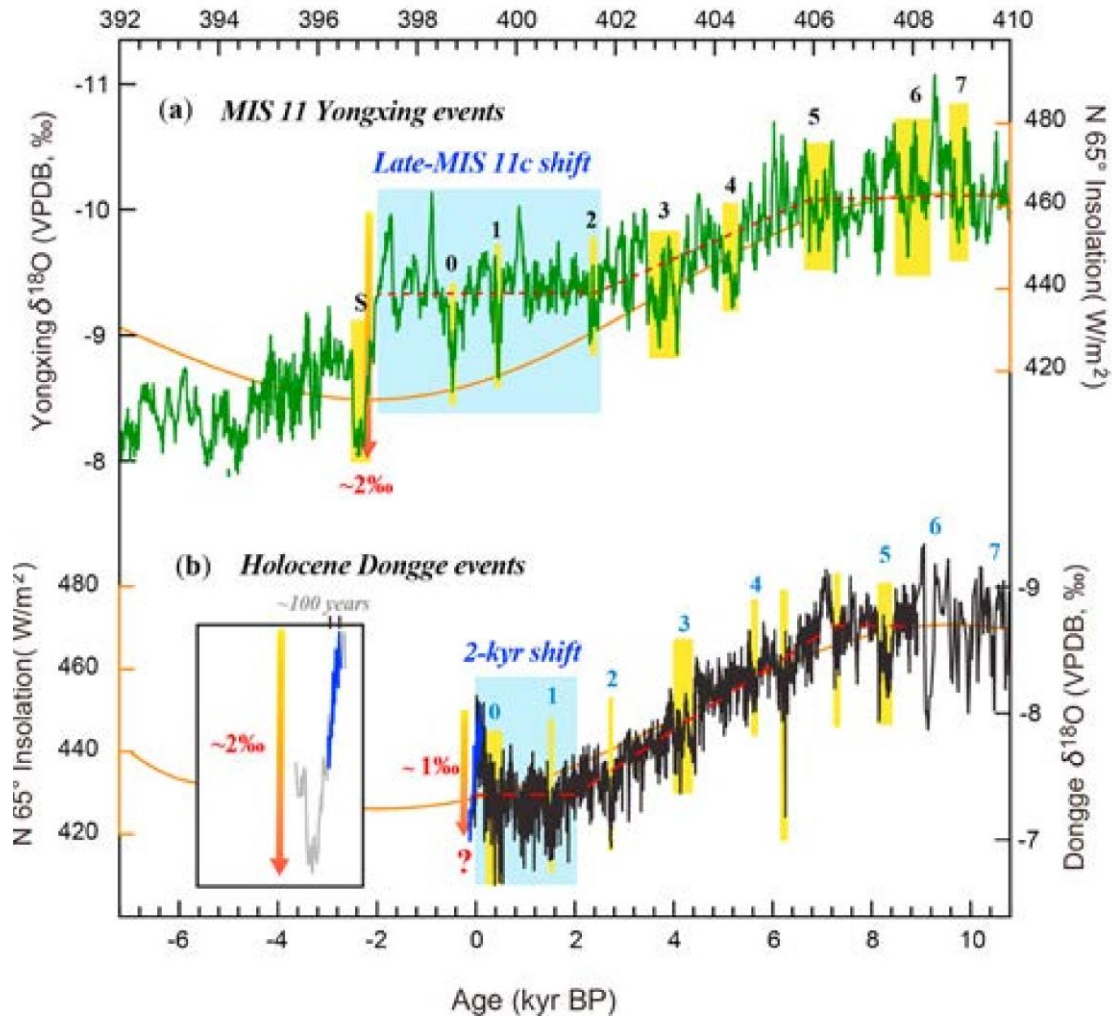 392 394 396 398 400 402 404 406 408 410
(a) MIS 11 Yongxing events
Late-MIS 11c shift
-11
-10
-9
-8
Yongxing δ¹⁸O (VPDB, ‰)
480
460
440
420
N 65° Insolation( W/m²)
S 0 1 2 3 4 5 6 7
~2‰
(b) Holocene Dongge events
~100 years
~2‰
2-kyr shift
0 1 2 3 4 5 6 7
~ 1‰
?
480
460
440
420
N 65° Insolation( W/m²)
-9
-8
-7
Dongge δ¹⁸O (VPDB, ‰)
-6 -4 -2 0 2 4 6 8 10
Age (kyr BP)